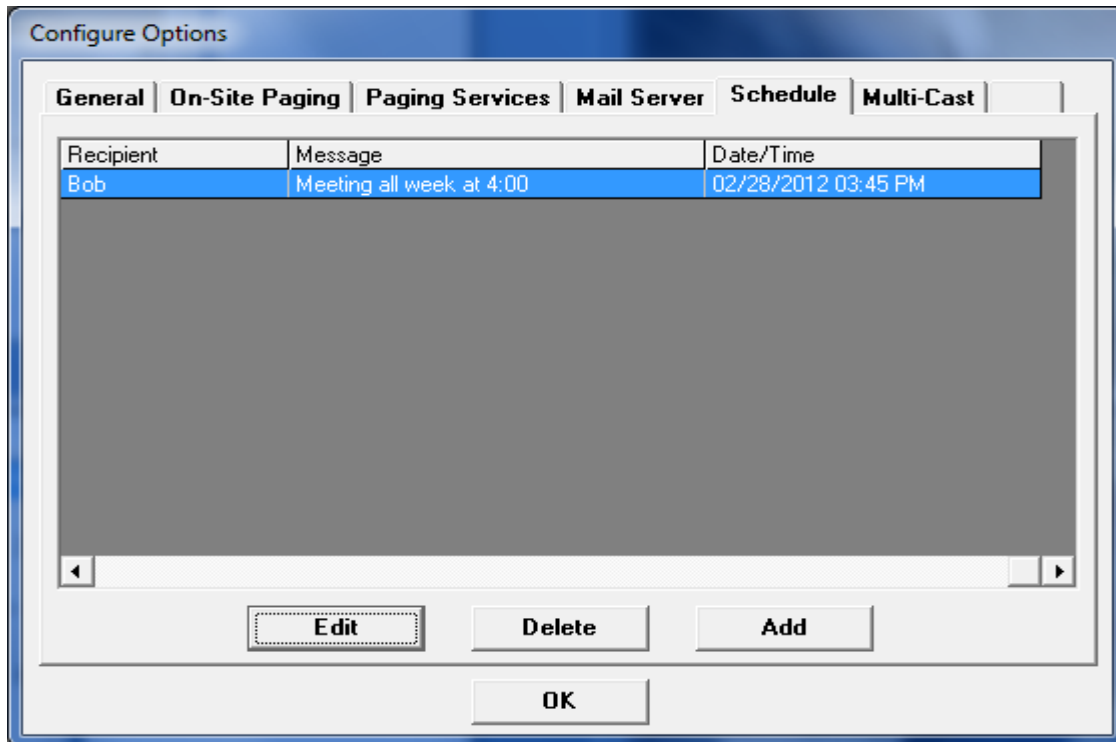 Configure Options
General On-Site Paging Paging Services Mail Server Schedule Multi-Cast
Recipient Message Date/Time
Bob Meeting all week at 4:00 02/28/2012 03:45 PM
Edit Delete Add
OK